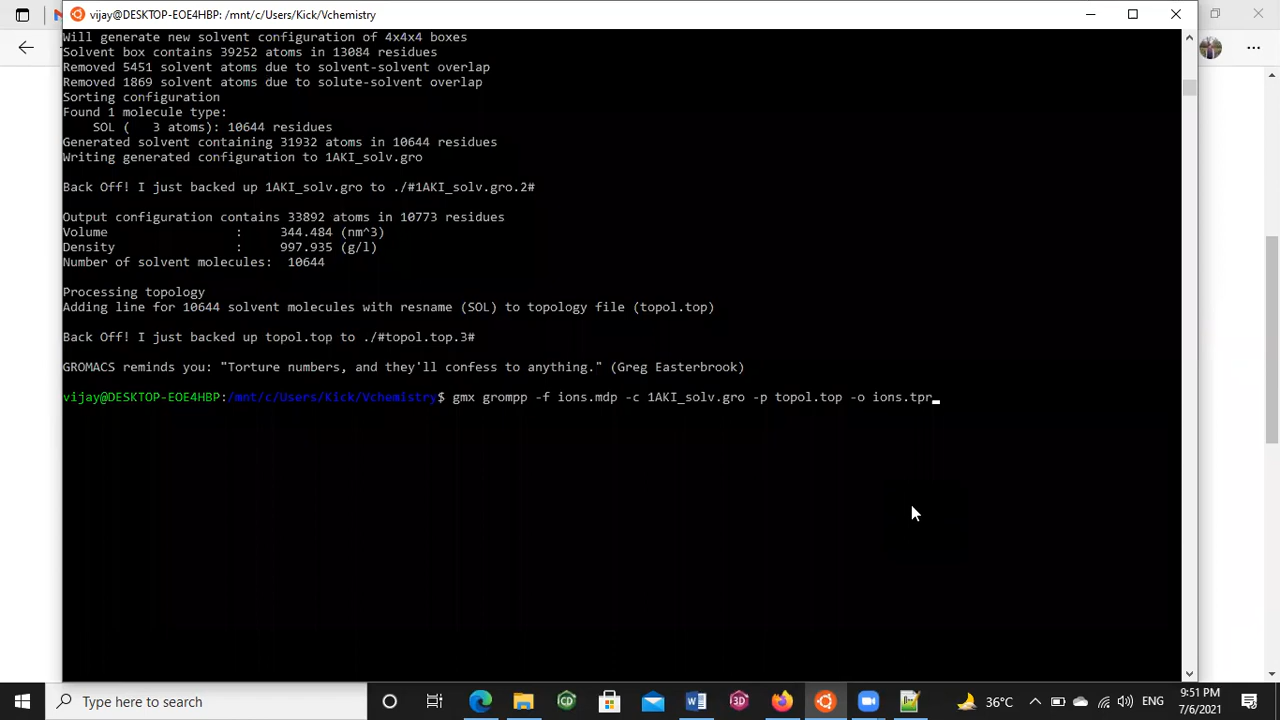 vijay@DESKTOP-EOE4HBP: /mnt/c/Users/Kick/Vchemistry
Will generate new solvent configuration of 4x4x4 boxes
Solvent box contains 39252 atoms in 13084 residues
Removed 5451 solvent atoms due to solvent-solvent overlap
Removed 1869 solvent atoms due to solute-solvent overlap
Sorting configuration
Found 1 molecule type:
    SOL (   3 atoms): 10644 residues
Generated solvent containing 31932 atoms in 10644 residues
Writing generated configuration to 1AKI_solv.gro
Back Off! I just backed up 1AKI_solv.gro to ./#1AKI_solv.gro.2#
Output configuration contains 33892 atoms in 10773 residues
Volume                 :     344.484 (nm^3)
Density                :     997.935 (g/l)
Number of solvent molecules:  10644
Processing topology
Adding line for 10644 solvent molecules with resname (SOL) to topology file (topol.top)
Back Off! I just backed up topol.top to ./#topol.top.3#
GROMACS reminds you: "Torture numbers, and they'll confess to anything." (Greg Easterbrook)
vijay@DESKTOP-EOE4HBP:/mnt/c/Users/Kick/Vchemistry$ gmx grompp -f ions.mdp -c 1AKI_solv.gro -p topol.top -o ions.tpr
Type here to search
36°C
ENG
9:51 PM
7/6/2021